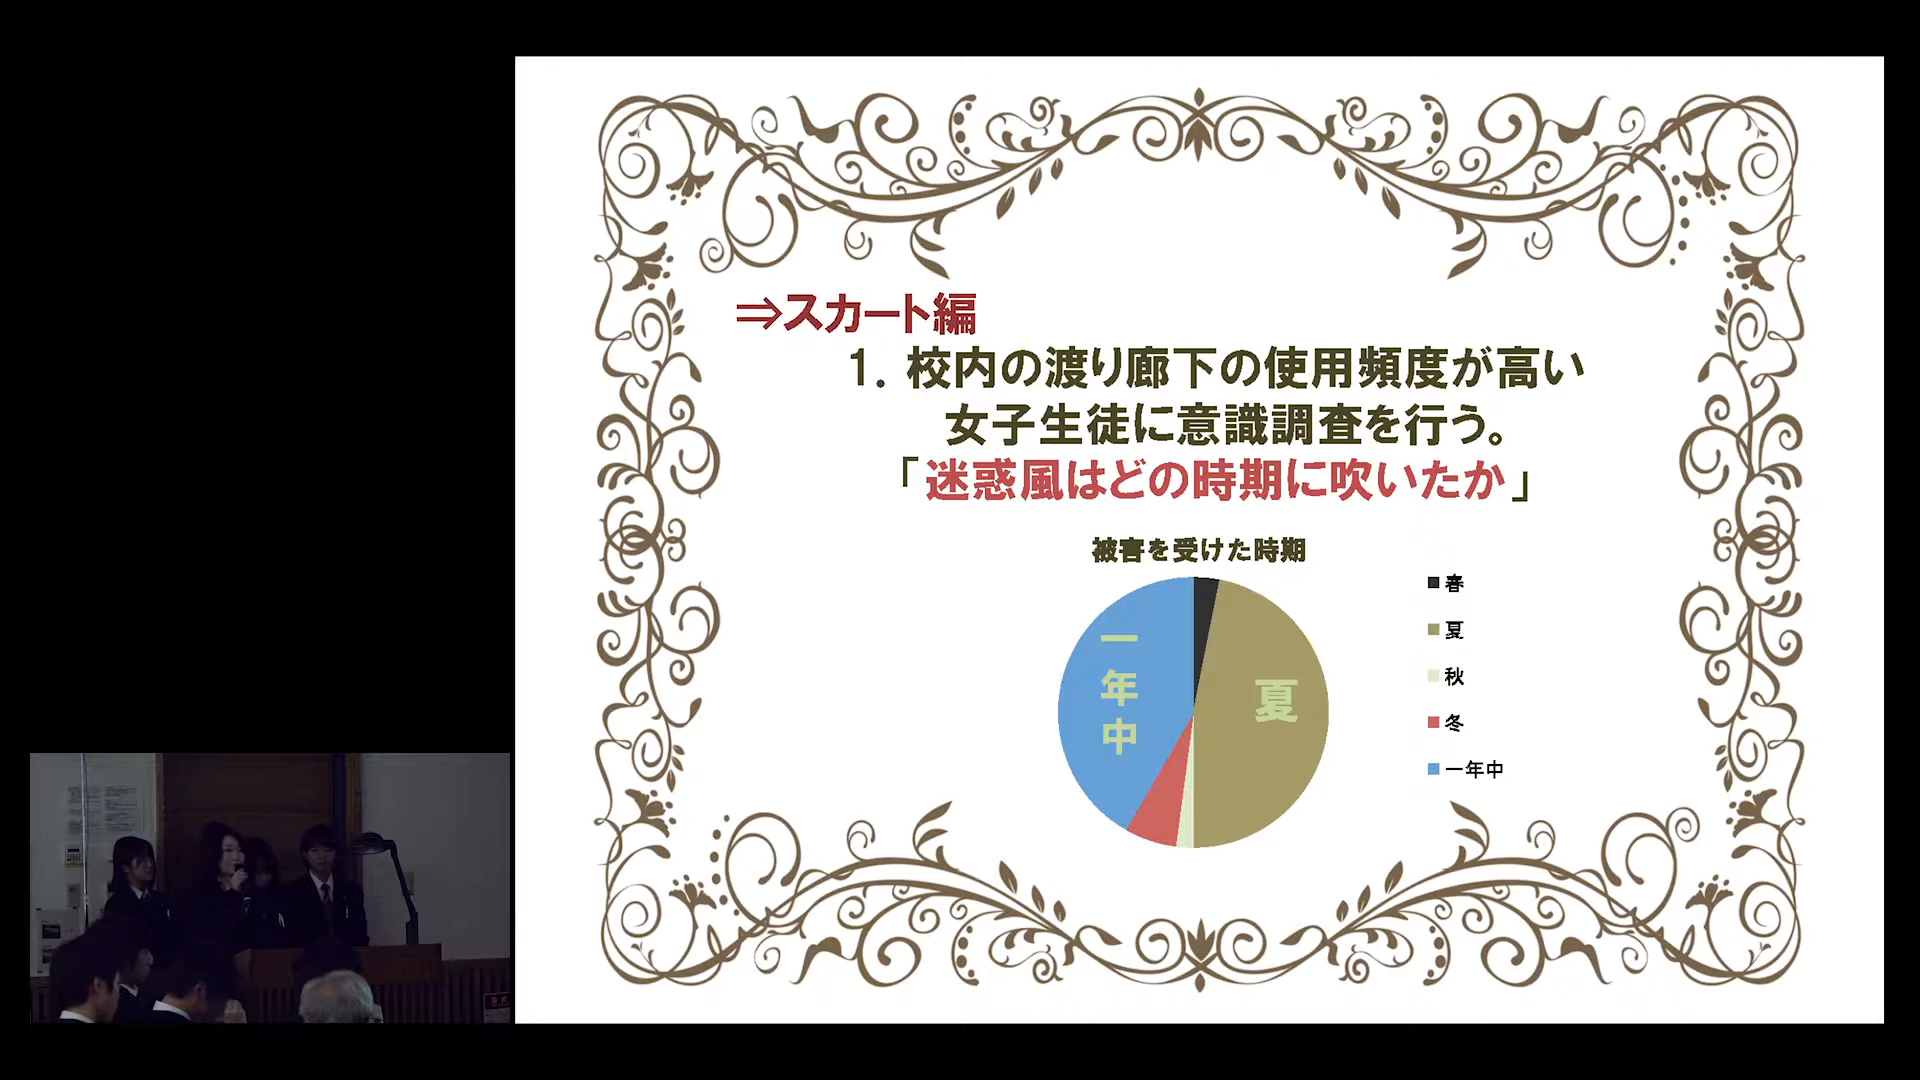 ⇒スカート編
1. 校内の渡り廊下の使用頻度が高い
女子生徒に意識調査を行う。
「迷惑風はどの時期に吹いたか」
被害を受けた時期
一年中
夏
春
夏
秋
冬
一年中